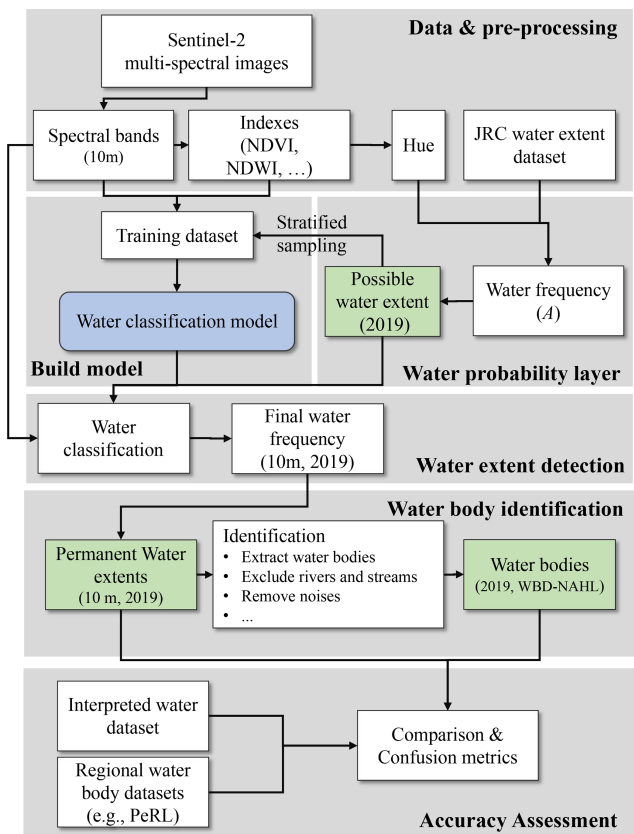 Data & pre-processing
Sentinel-2
multi-spectral images
Spectral bands
(10m)
Indexes
(NDVI,
NDWI, …)
Hue
JRC water extent
dataset
Training dataset
Stratified
sampling
Possible
water extent
(2019)
Water frequency
(A)
Water classification model
Build model
Water probability layer
Water
classification
Final water
frequency
(10m, 2019)
Water extent detection
Water body identification
Permanent Water
extents
(10 m, 2019)
Identification
• Extract water bodies
• Exclude rivers and streams
• Remove noises
• ...
Water bodies
(2019, WBD-NAHL)
Interpreted water
dataset
Regional water
body datasets
(e.g., PeRL)
Comparison &
Confusion metrics
Accuracy Assessment